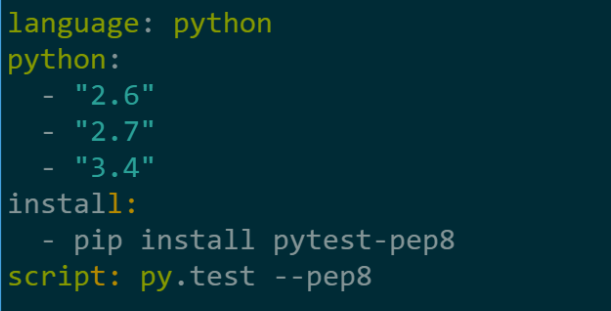 language: python
python:
  - "2.6"
  - "2.7"
  - "3.4"
install:
  - pip install pytest-pep8
script: py.test --pep8